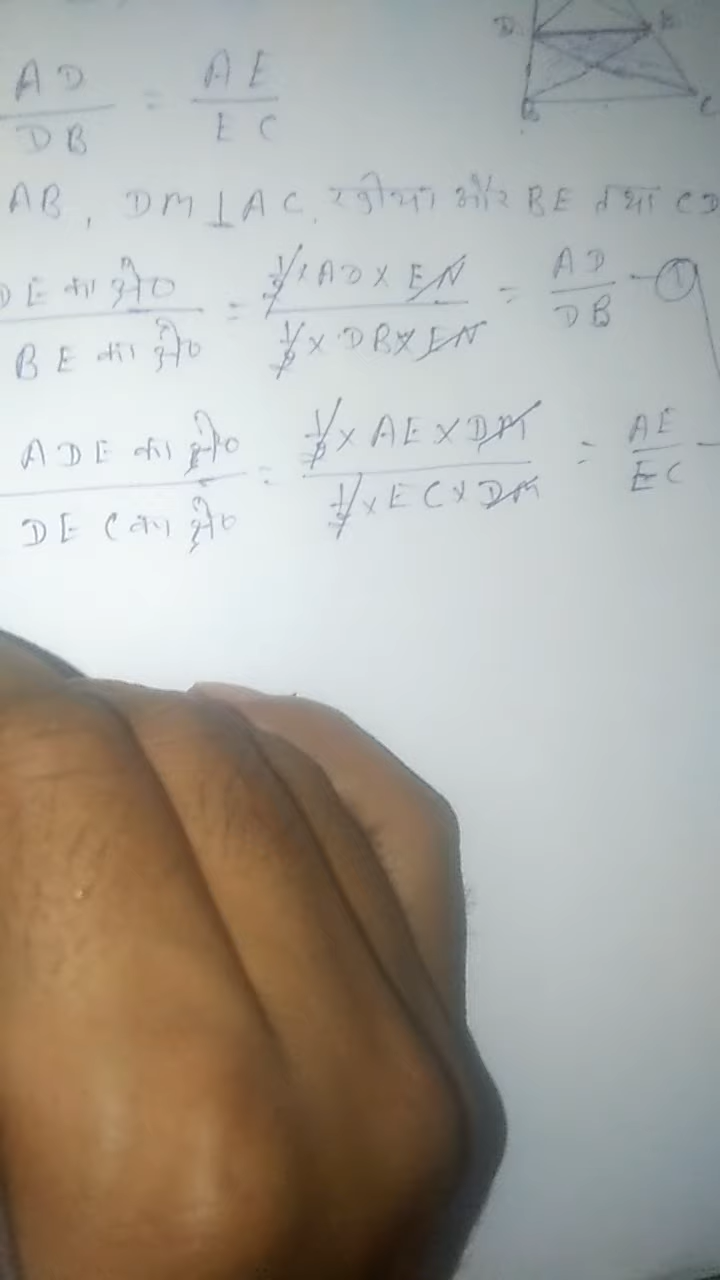 D
B
C
AD/DB = AE/EC
AB, DM ⊥ AC, और BE तथा CD
DE का क्षे०/BE का क्षे० = 1/2 × AD × EN/1/2 × DB × EN = AD/DB - ①
ADE का क्षे०/DEC का क्षे० = 1/2 × AE × DM/1/2 × EC × DM = AE/EC -